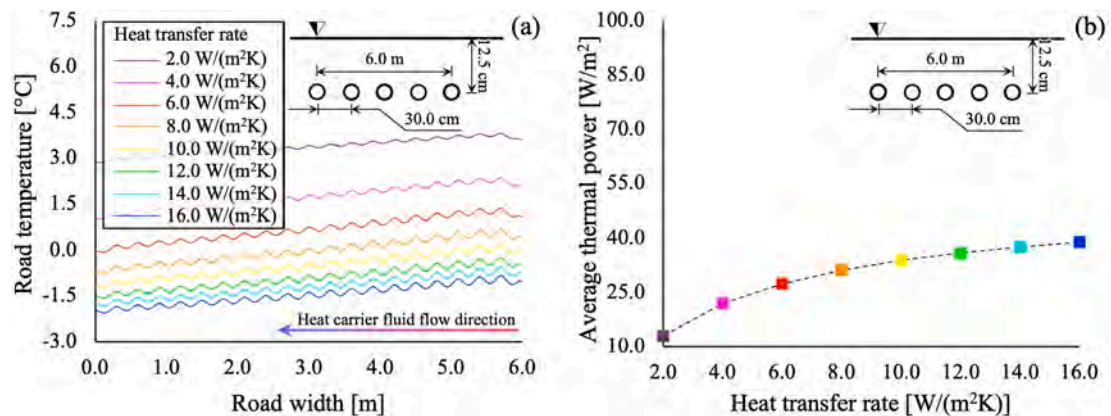 (a)
Road temperature [°C]
7.5
6.0
4.5
3.0
1.5
0.0
-1.5
-3.0
Heat transfer rate
2.0 W/(m²K)
4.0 W/(m²K)
6.0 W/(m²K)
8.0 W/(m²K)
10.0 W/(m²K)
12.0 W/(m²K)
14.0 W/(m²K)
16.0 W/(m²K)
6.0 m
12.5 cm
30.0 cm
Heat carrier fluid flow direction
0.0 1.0 2.0 3.0 4.0 5.0 6.0
Road width [m]
(b)
Average thermal power [W/m²]
100.0
85.0
70.0
55.0
40.0
25.0
10.0
6.0 m
12.5 cm
30.0 cm
2.0 4.0 6.0 8.0 10.0 12.0 14.0 16.0
Heat transfer rate [W/(m²K)]